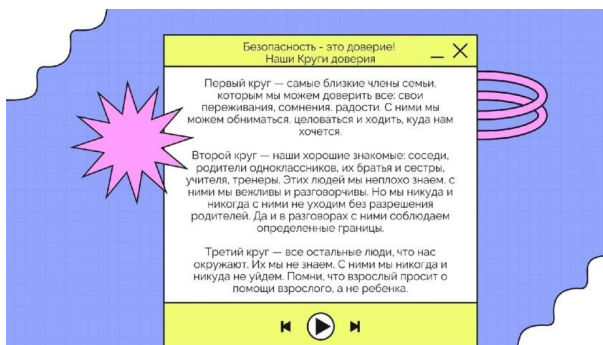 Безопасность - это доверие!
Наши Круги доверия
Первый круг — самые близкие члены семьи,
которым мы можем доверить все: свои
переживания, сомнения, радости. С ними мы
можем обниматься, целоваться и ходить, куда нам
хочется.
Второй круг — наши хорошие знакомые: соседи,
родители одноклассников, их братья и сестры,
учителя, тренеры. Этих людей мы неплохо знаем, с
ними мы вежливы и разговорчивы. Но мы никуда и
никогда с ними не уходим без разрешения
родителей. Да и в разговорах с ними соблюдаем
определенные границы.
Третий круг — все остальные люди, что нас
окружают. Их мы не знаем. С ними мы никогда и
никуда не уйдем. Помни, что взрослый просит о
помощи взрослого, а не ребенка.